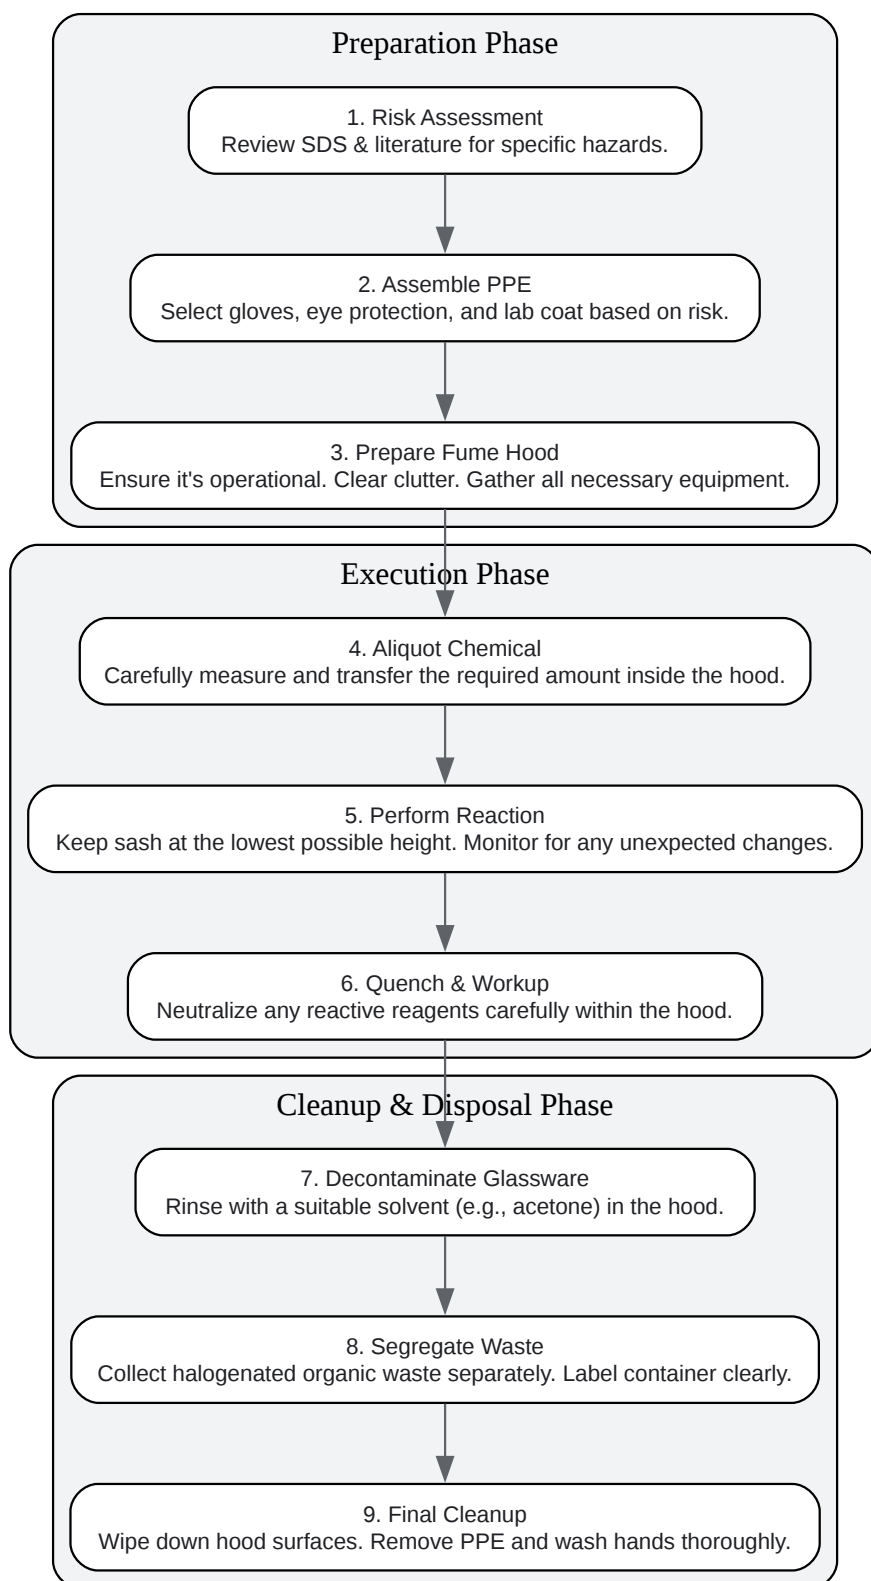 Preparation Phase
1. Risk Assessment
Review SDS & literature for specific hazards.
2. Assemble PPE
Select gloves, eye protection, and lab coat based on risk.
3. Prepare Fume Hood
Ensure it's operational. Clear clutter. Gather all necessary equipment.
Execution Phase
4. Aliquot Chemical
Carefully measure and transfer the required amount inside the hood.
5. Perform Reaction
Keep sash at the lowest possible height. Monitor for any unexpected changes.
6. Quench & Workup
Neutralize any reactive reagents carefully within the hood.
Cleanup & Disposal Phase
7. Decontaminate Glassware
Rinse with a suitable solvent (e.g., acetone) in the hood.
8. Segregate Waste
Collect halogenated organic waste separately. Label container clearly.
9. Final Cleanup
Wipe down hood surfaces. Remove PPE and wash hands thoroughly.